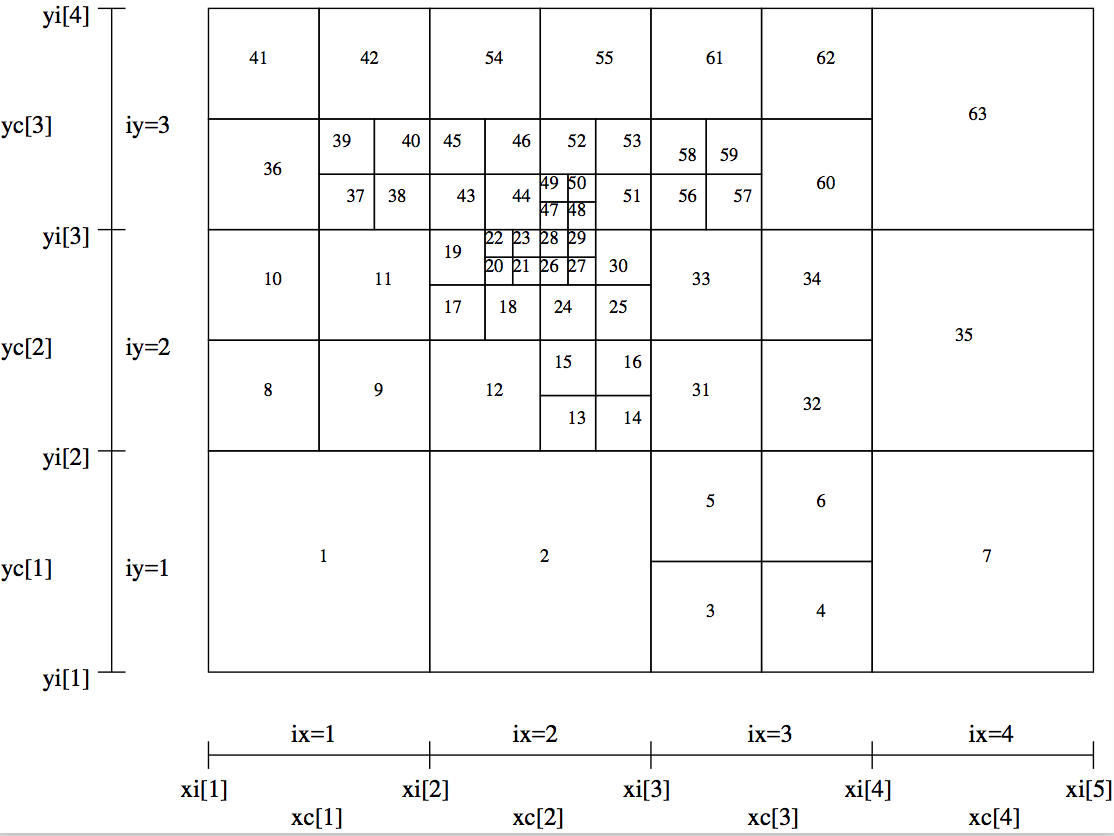 yi[4]
41 42 54 55 61 62
63
yc[3] iy=3
39 40 45 46 52 53
58 59
36
49 50
60
37 38 43 44 51 56 57
47 48
yi[3]
22 23 28 29
19
20 21 26 27 30
10 11 33 34
17 18 24 25
35
yc[2] iy=2
15 16
8 9 12 31
32
13 14
yi[2]
5 6
1 2 7
yc[1] iy=1
3 4
yi[1]
ix=1 ix=2 ix=3 ix=4
xi[1] xi[2] xi[3] xi[4] xi[5]
xc[1] xc[2] xc[3] xc[4]